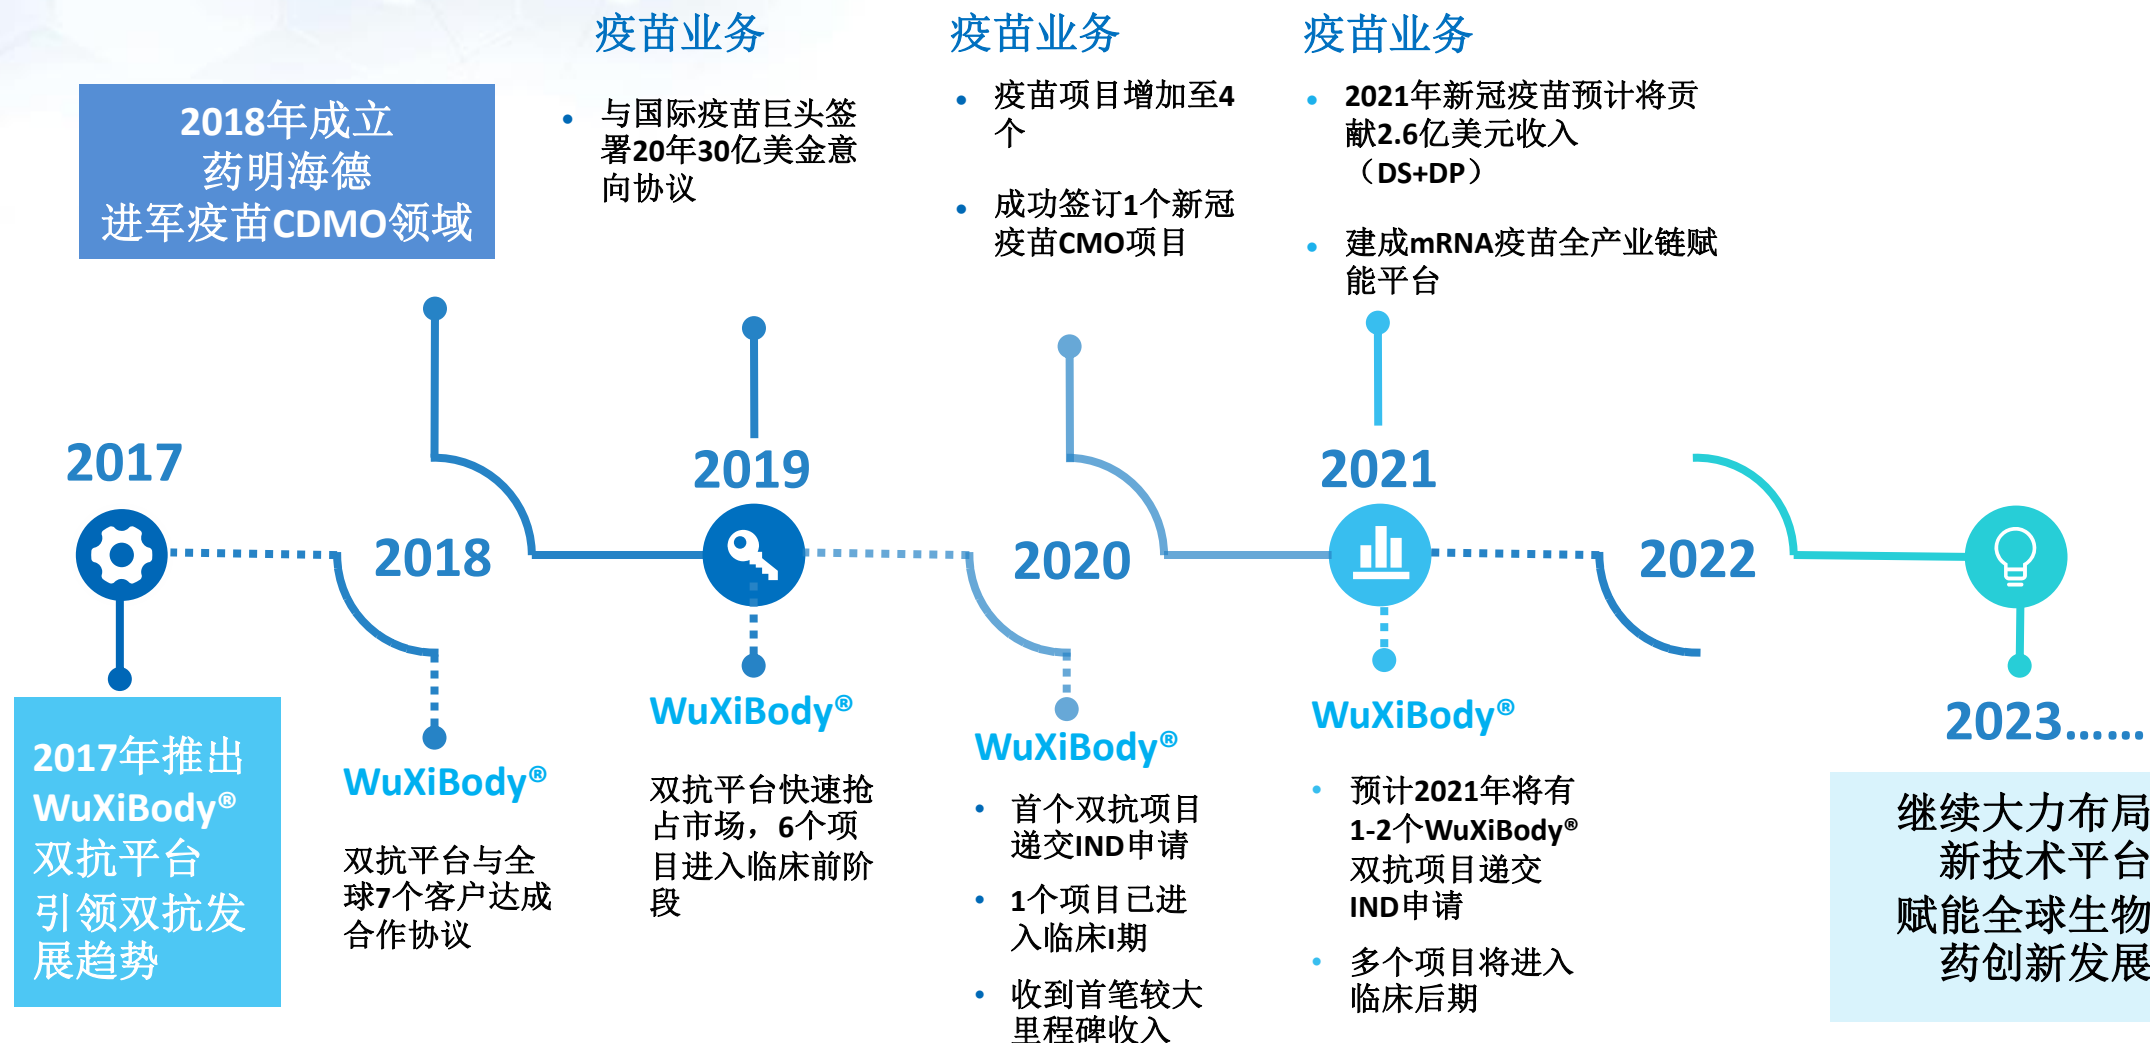 疫苗业务
疫苗业务
疫苗业务
2018年成立
药明海德
进军疫苗CDMO领域
• 与国际疫苗巨头签
署20年30亿美金意
向协议
• 疫苗项目增加至4
个
• 成功签订1个新冠
疫苗CMO项目
• 2021年新冠疫苗预计将贡
献2.6亿美元收入
（DS+DP）
• 建成mRNA疫苗全产业链赋
能平台
2017
2018
2019
2020
2021
2022
2023……
2017年推出
WuXiBody®
双抗平台
引领双抗发
展趋势
WuXiBody®
双抗平台与全
球7个客户达成
合作协议
WuXiBody®
双抗平台快速抢
占市场，6个项
目进入临床前阶
段
WuXiBody®
• 首个双抗项目
递交IND申请
• 1个项目已进
入临床I期
• 收到首笔较大
里程碑收入
WuXiBody®
• 预计2021年将有
1-2个WuXiBody®
双抗项目递交
IND申请
• 多个项目将进入
临床后期
继续大力布局
新技术平台
赋能全球生物
药创新发展